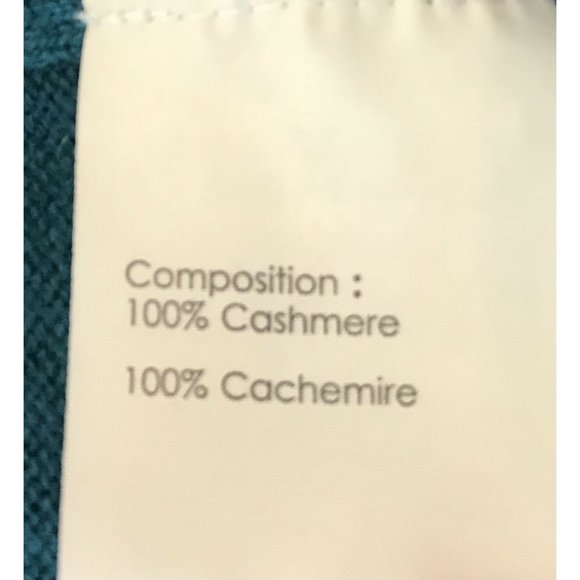 Composition :
100% Cashmere
100% Cachemire